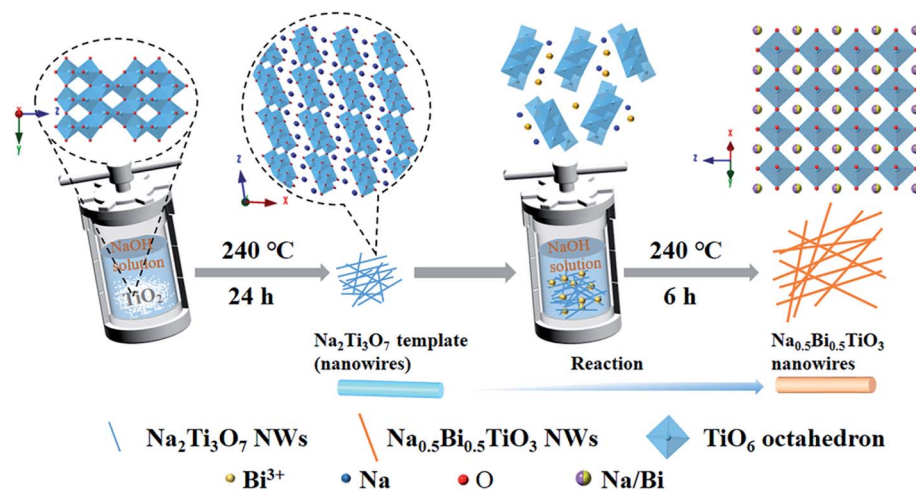 x
z
y
z
x
x
z
y
NaOH
solution
TiO₂
240 ℃
24 h
NaOH
solution
240 ℃
6 h
Na₂Ti₃O₇ template
(nanowires)
Reaction
Na₀.₅Bi₀.₅TiO₃
nanowires
Na₂Ti₃O₇ NWs
Na₀.₅Bi₀.₅TiO₃ NWs
TiO₆ octahedron
Bi³⁺
Na
O
Na/Bi